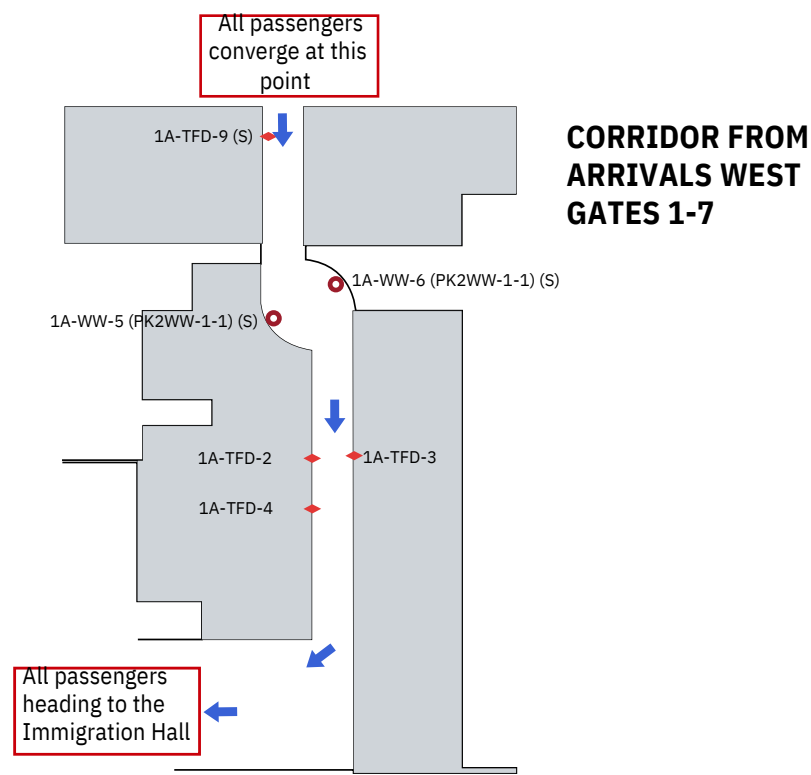 All passengers
converge at this
point
CORRIDOR FROM
ARRIVALS WEST
GATES 1-7
1A-TFD-9 (S)
1A-WW-6 (PK2WW-1-1) (S)
1A-WW-5 (PK2WW-1-1) (S)
1A-TFD-2
1A-TFD-3
1A-TFD-4
All passengers
heading to the
Immigration Hall